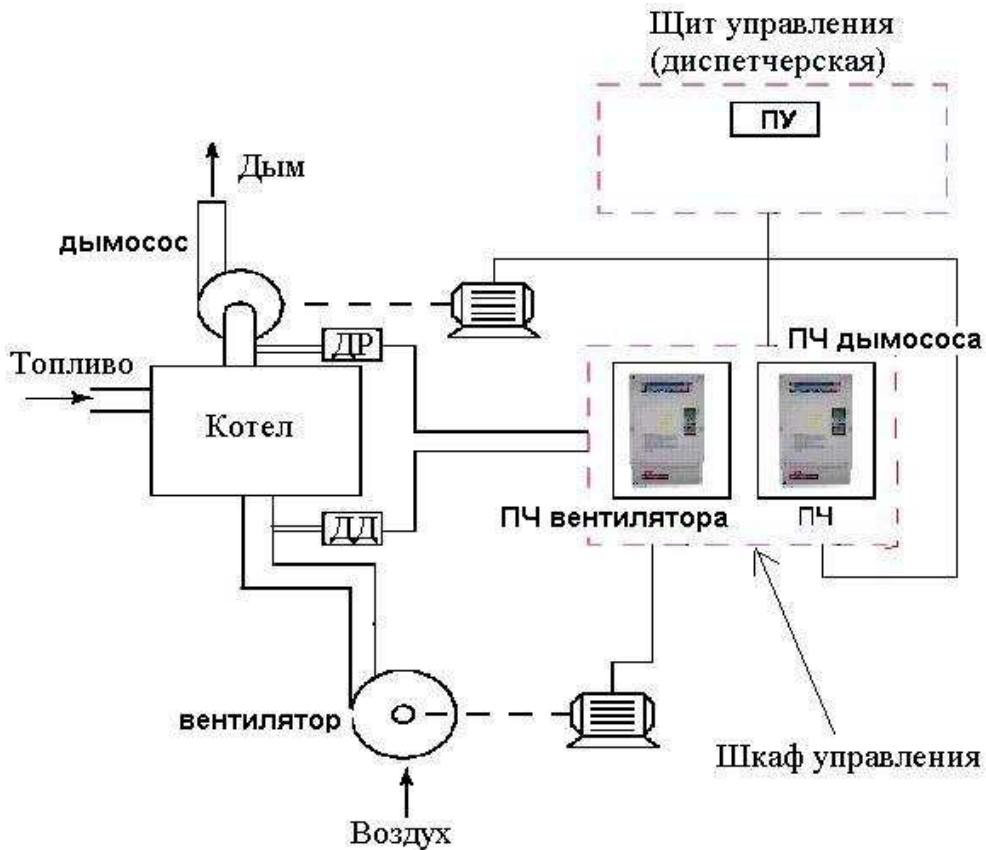 Щит управления
(диспетчерская)
ПУ
Дым
дымосос
ДР
ПЧ дымососа
Топливо
Котел
ДД
ПЧ вентилятора
ПЧ
вентилятор
Шкаф управления
Воздух